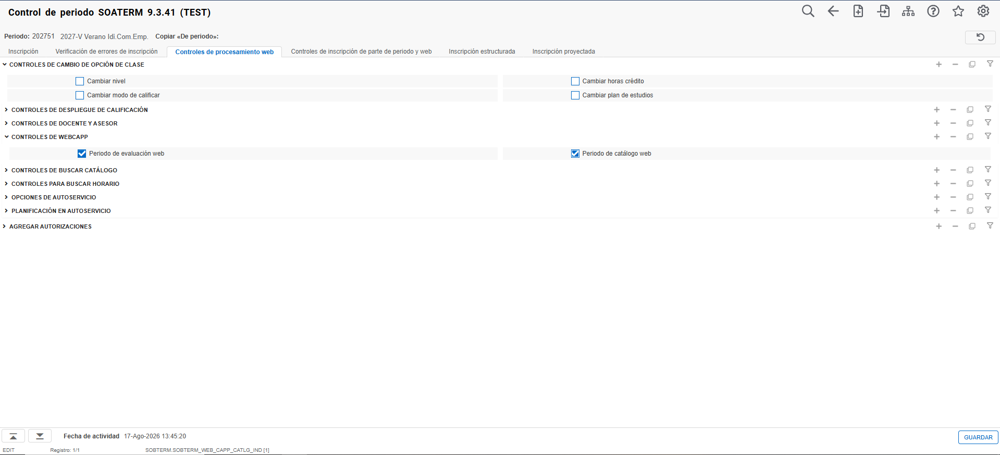 Control de periodo SOATERM 9.3.41 (TEST)
Periodo: 202751 2027-V Verano Idi.Com.Emp. Copiar «De periodo»:
Inscripción Verificación de errores de inscripción Controles de procesamiento web Controles de inscripción de parte de periodo y web Inscripción estructurada Inscripción proyectada
CONTROLES DE CAMBIO DE OPCIÓN DE CLASE
Cambiar nivel Cambiar horas crédito
Cambiar modo de calificar Cambiar plan de estudios
CONTROLES DE DESPLIEGUE DE CALIFICACIÓN
CONTROLES DE DOCENTE Y ASESOR
CONTROLES DE WEBCAPP
Periodo de evaluación web Periodo de catálogo web
CONTROLES DE BUSCAR CATÁLOGO
CONTROLES PARA BUSCAR HORARIO
OPCIONES DE AUTOSERVICIO
PLANIFICACIÓN EN AUTOSERVICIO
AGREGAR AUTORIZACIONES
Fecha de actividad 17-Ago-2026 13:45:20 GUARDAR
EDIT Registro: 1/1 SOBTERM.SOBTERM_WEB_CAPP_CATLG_IND [1]